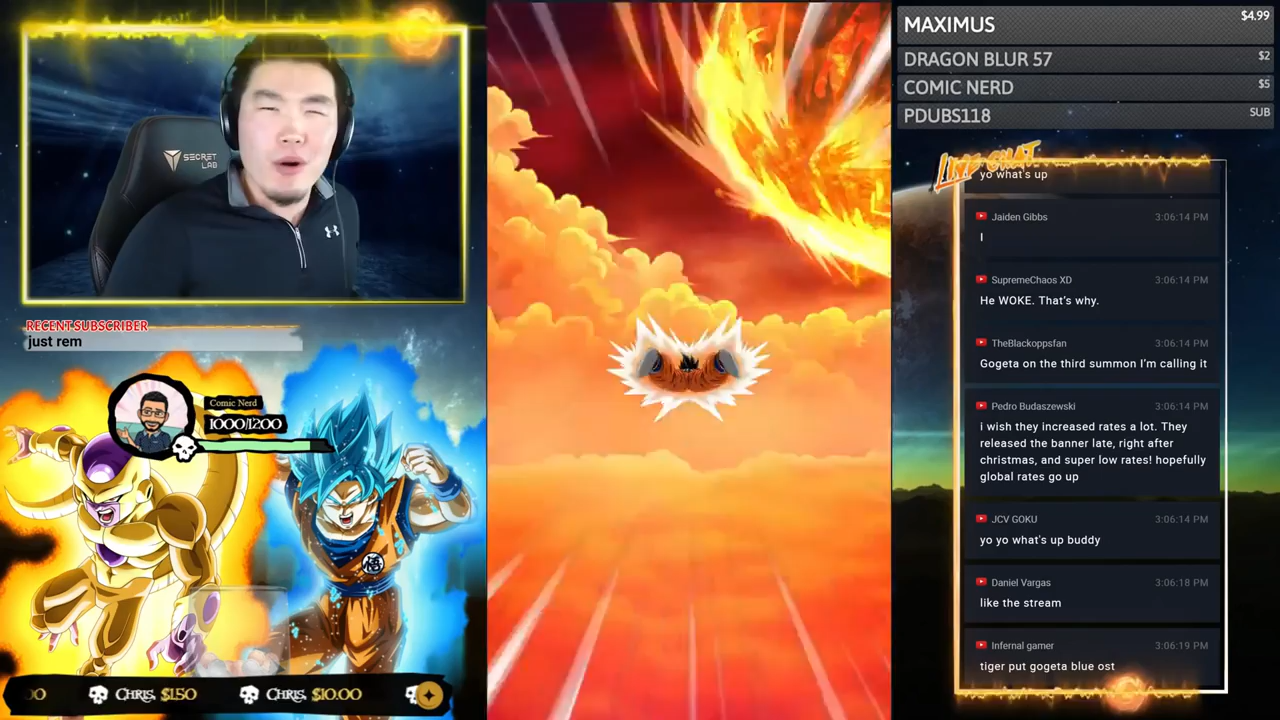 SECRET
LAB
RECENT SUBSCRIBER
just rem
Comic Nerd
1000/1200
悟
00
CHRIS, $1.50
CHRIS, $10.00
MAXIMUS $4.99
DRAGON BLUR 57 $2
COMIC NERD $5
PDUBS118 SUB
LIVE CHAT
yo what's up
Jaiden Gibbs 3:06:14 PM
I
SupremeChaos XD 3:06:14 PM
He WOKE. That's why.
TheBlackoppsfan 3:06:14 PM
Gogeta on the third summon I'm calling it
Pedro Budaszewski 3:06:14 PM
i wish they increased rates a lot. They
released the banner late, right after
christmas, and super low rates! hopefully
global rates go up
JCV GOKU 3:06:14 PM
yo yo what's up buddy
Daniel Vargas 3:06:18 PM
like the stream
Infernal gamer 3:06:19 PM
tiger put gogeta blue ost